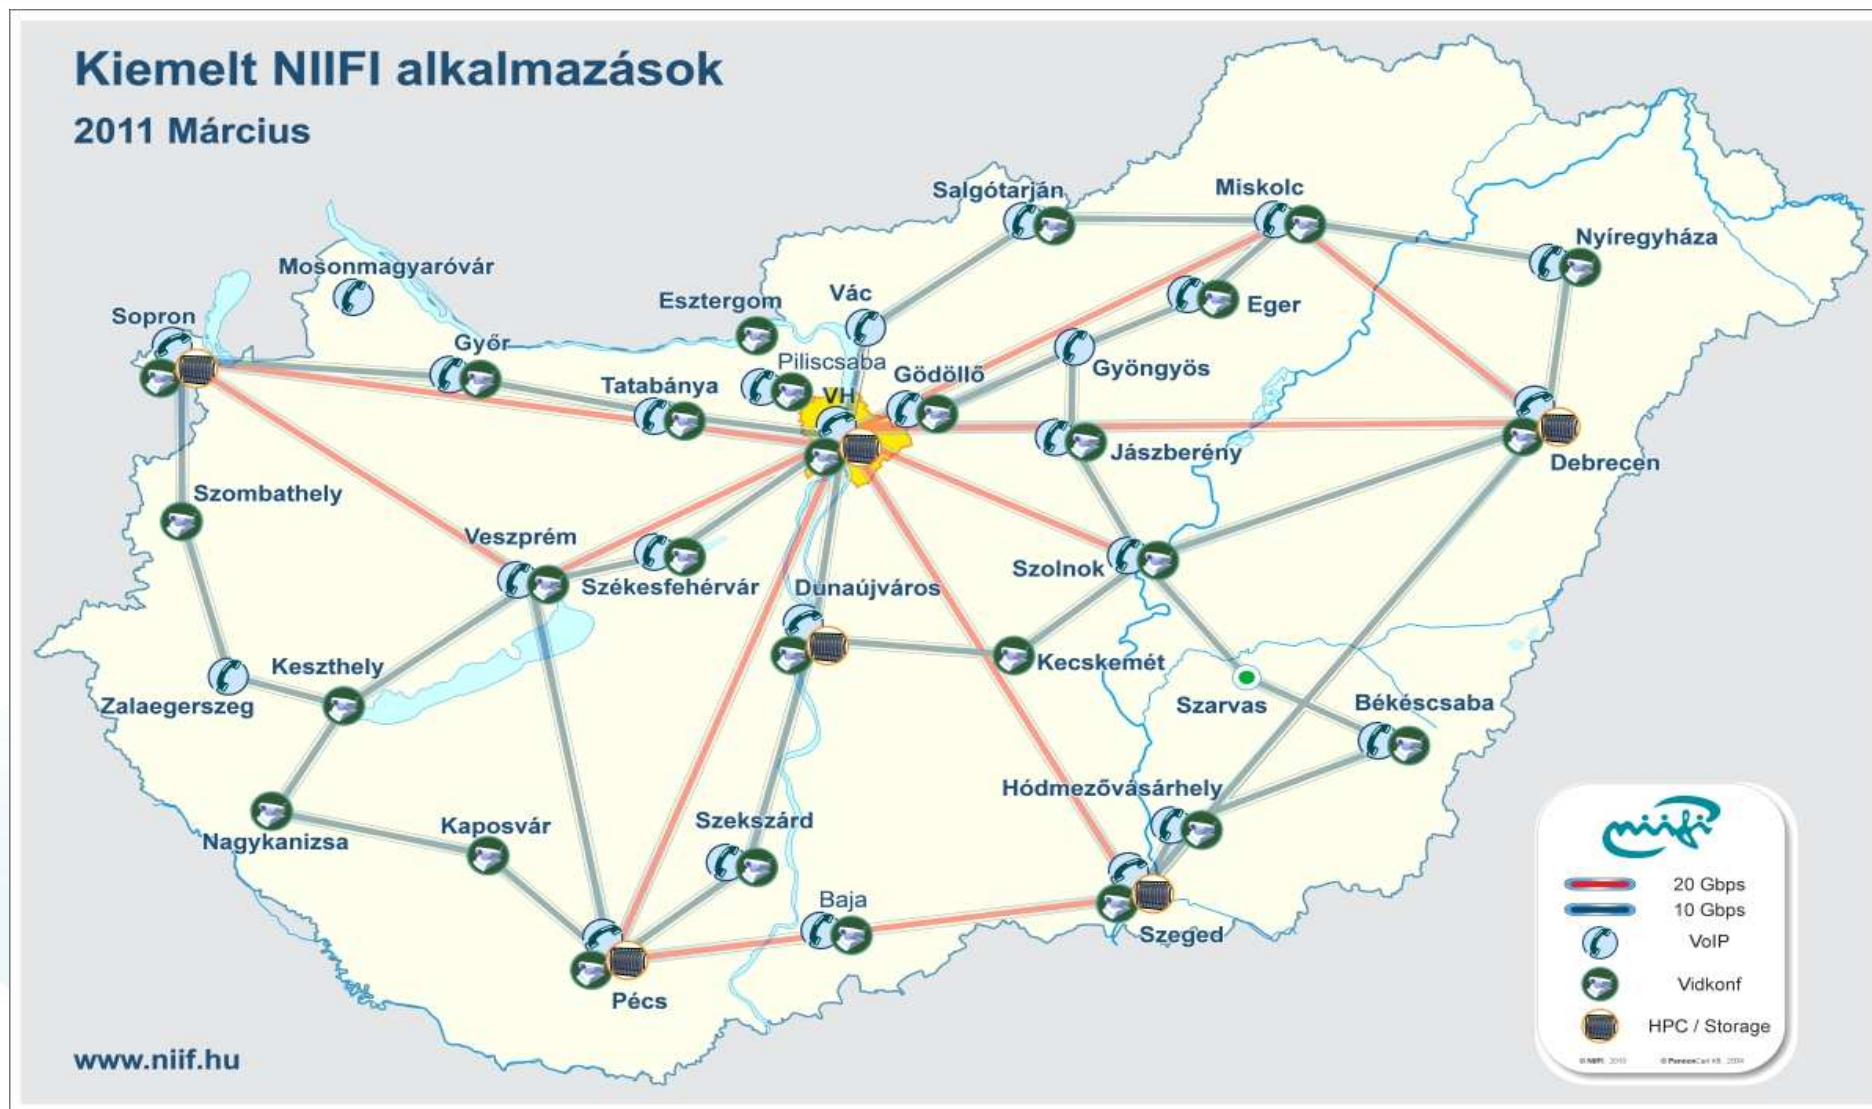 Kiemelt NIIFI alkalmazások
2011 Március
Salgótarján
Miskolc
Nyíregyháza
Mosonmagyaróvár
Esztergom
Vác
Eger
Sopron
Győr
Piliscsaba
Gyöngyös
Tatabánya
VH
Gödöllő
Jászberény
Debrecen
Szombathely
Veszprém
Székesfehérvár
Dunaújváros
Szolnok
Keszthely
Kecskemét
Zalaegerszeg
Szarvas
Békéscsaba
Hódmezővásárhely
Nagykanizsa
Kaposvár
Szekszárd
Baja
Szeged
Pécs
niifi
20 Gbps
10 Gbps
VoIP
Vidkonf
HPC / Storage
www.niif.hu